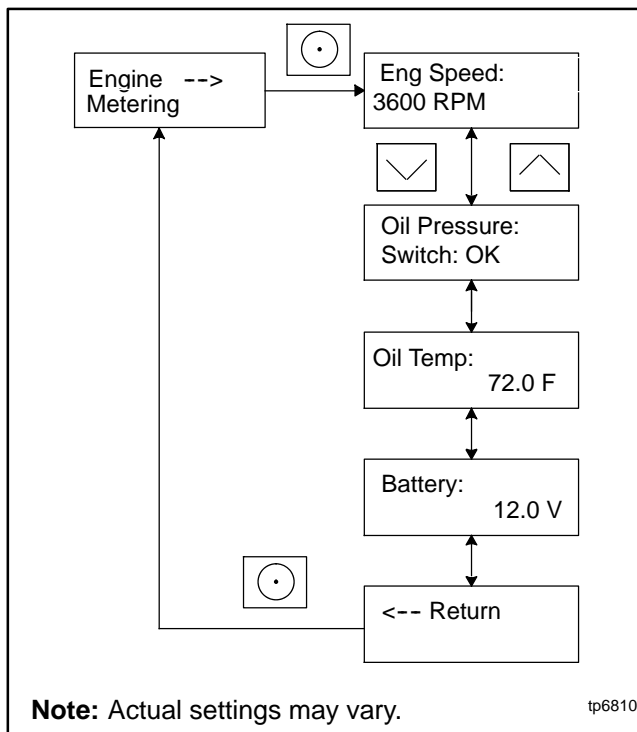 Engine -->
Metering
Eng Speed:
3600 RPM
Oil Pressure:
Switch: OK
Oil Temp:
72.0 F
Battery:
12.0 V
<-- Return
Note: Actual settings may vary.
tp6810